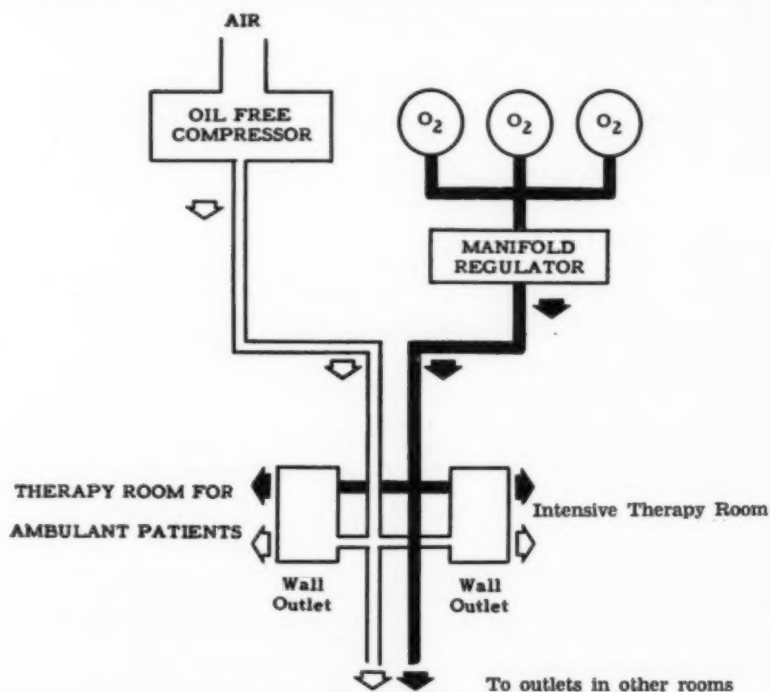 AIR
OIL FREE
COMPRESSOR
O2 O2 O2
MANIFOLD
REGULATOR
THERAPY ROOM FOR
AMBULANT PATIENTS
Intensive Therapy Room
Wall
Outlet
Wall
Outlet
To outlets in other rooms